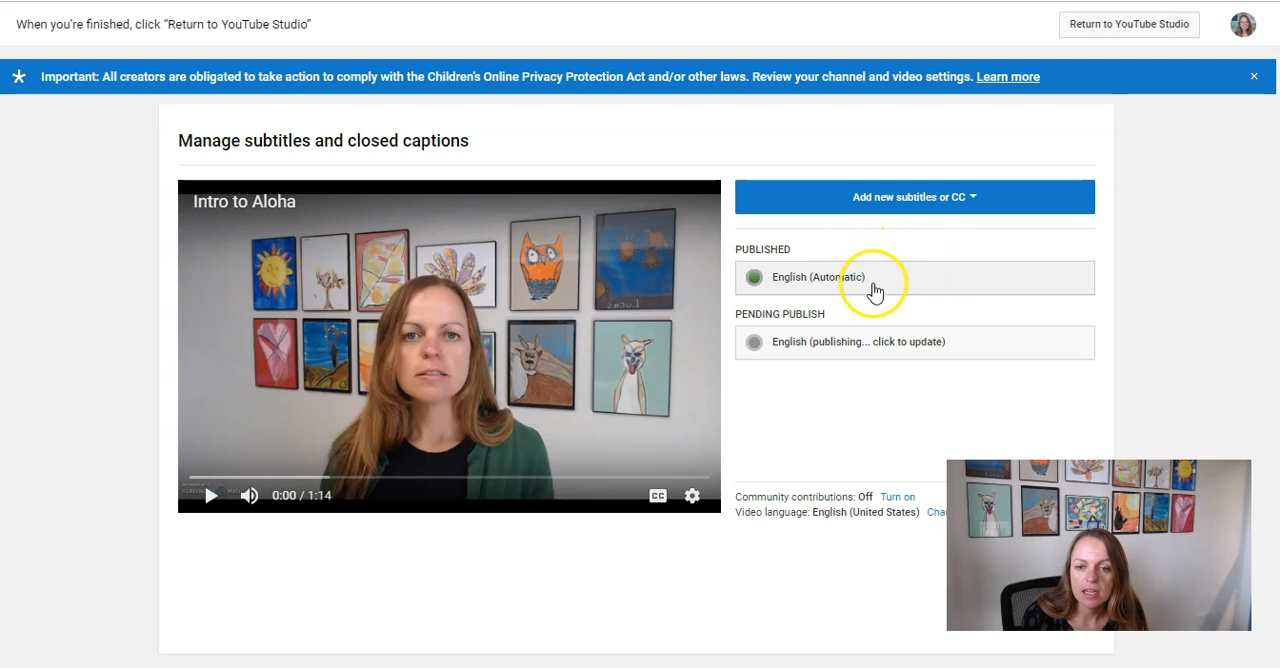 When you're finished, click “Return to YouTube Studio”
Return to YouTube Studio
Important: All creators are obligated to take action to comply with the Children's Online Privacy Protection Act and/or other laws. Review your channel and video settings. Learn more
Manage subtitles and closed captions
Intro to Aloha
Add new subtitles or CC
PUBLISHED
English (Automatic)
PENDING PUBLISH
English (publishing... click to update)
0:00 / 1:14
CC
Community contributions: Off Turn on
Video language: English (United States)